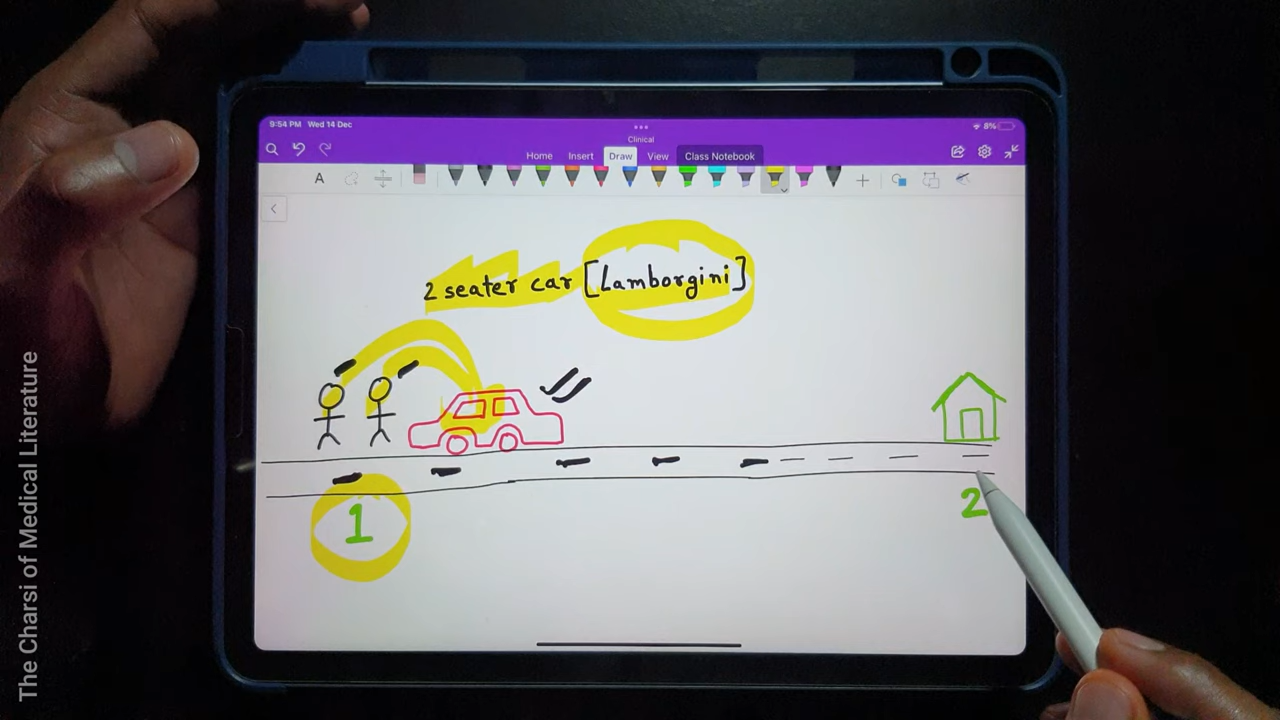 9:54 PM Wed 14 Dec
8%
Clinical
Home Insert Draw View Class Notebook
A
2 seater car [Lamborgini]
1
2
The Charsi of Medical Literature